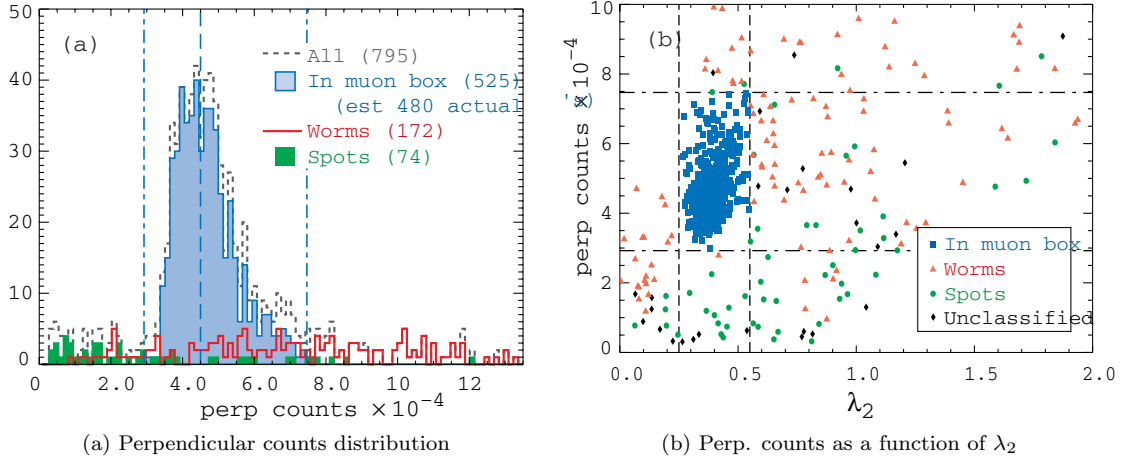 (a)
All (795)
In muon box (525)
(est 480 actual
Worms (172)
Spots (74)
50
40
30
20
10
0
0 2.0 4.0 6.0 8.0 10 12
perp counts ×10⁻⁴
(a) Perpendicular counts distribution
(b)
perp counts ×10⁻⁴
10
8
6
4
2
0
In muon box
Worms
Spots
Unclassified
0.0 0.5 1.0 1.5 2.0
λ₂
(b) Perp. counts as a function of λ₂